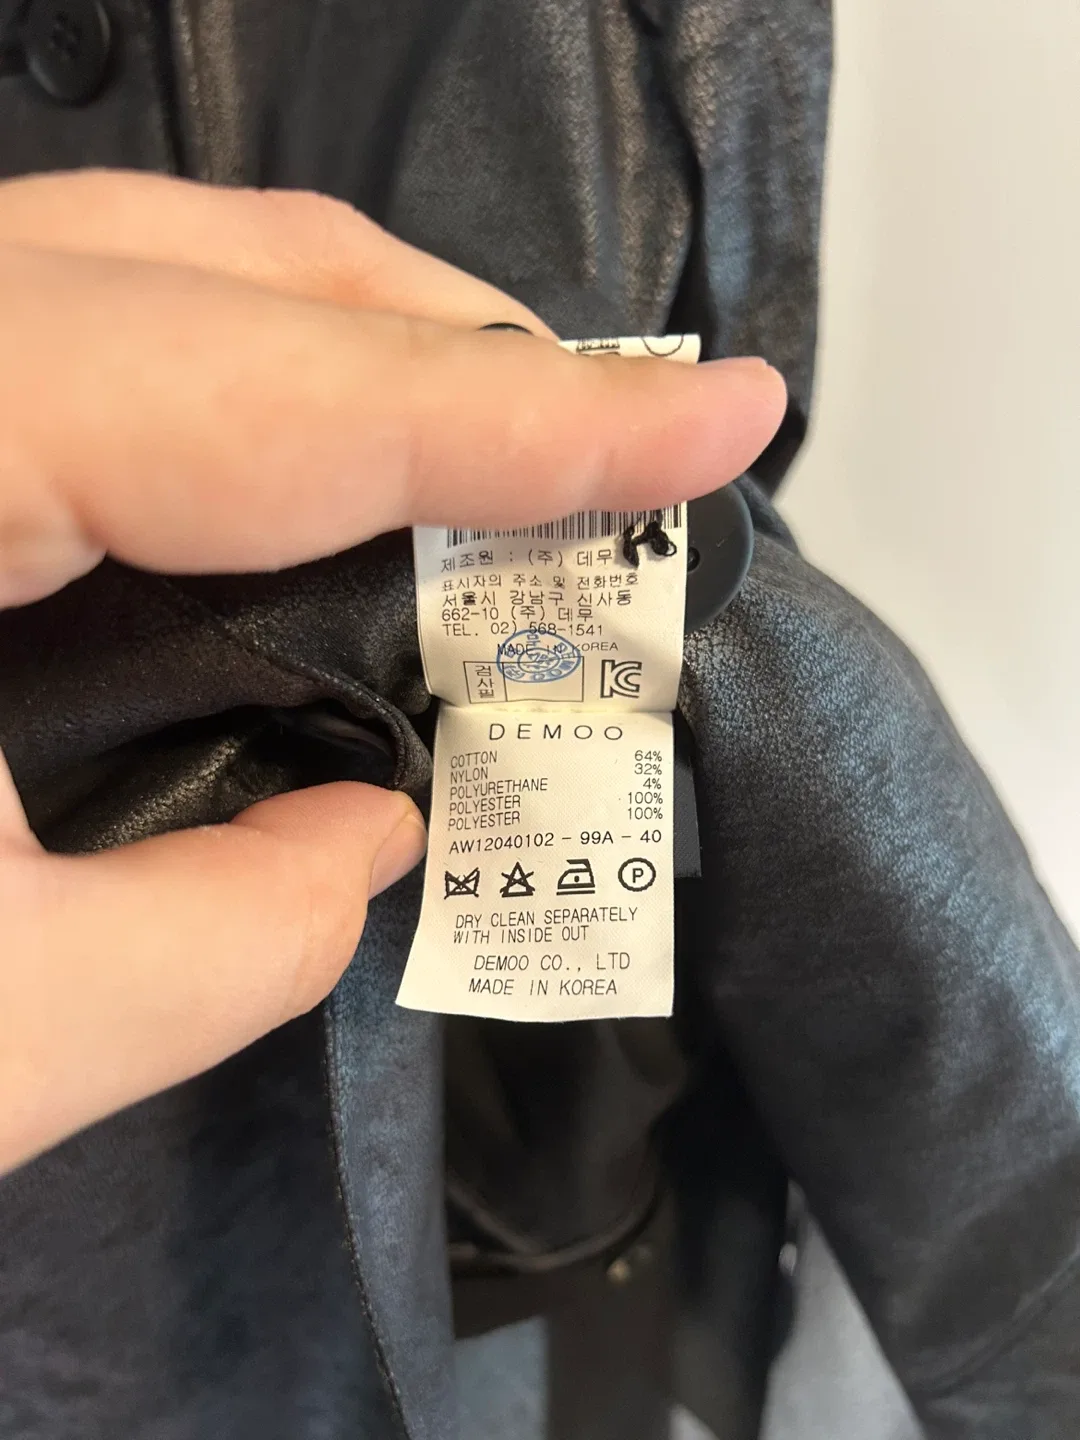 제조원 : (주) 데무
표시자의 주소 및 전화번호
서울시 강남구 신사동
662-10 (주) 데무
TEL. 02) 568-1541
MADE IN KOREA
검사필
DEMOO
COTTON 64%
NYLON 32%
POLYURETHANE 4%
POLYESTER 100%
POLYESTER 100%
AW12040102 - 99A - 40
P
DRY CLEAN SEPARATELY
WITH INSIDE OUT
DEMOO CO., LTD
MADE IN KOREA